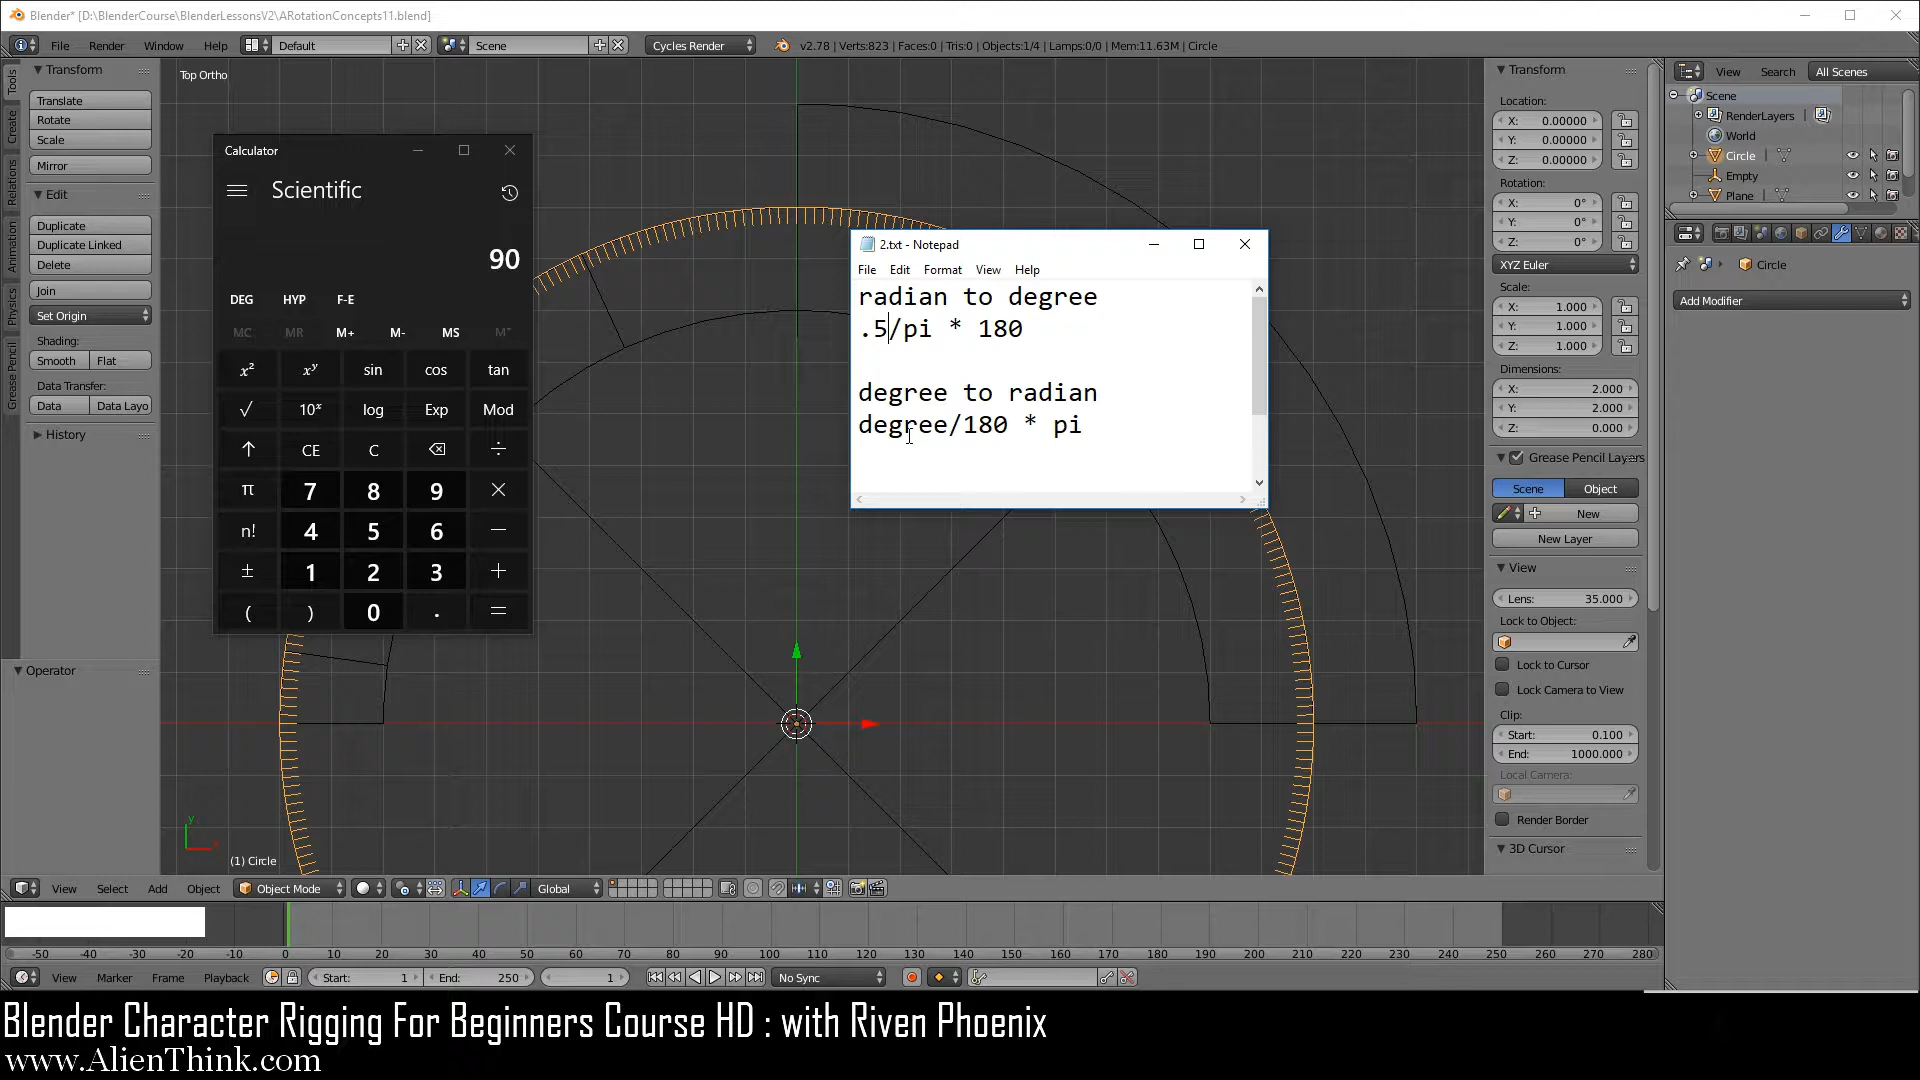 Blender* [D:\BlenderCourse\BlenderLessonsV2\ARotationConcepts11.blend]
File Render Window Help Default Scene Cycles Render v2.78 | Verts:823 | Faces:0 | Tris:0 | Objects:1/4 | Lamps:0/0 | Mem:11.63M | Circle
Tools
Create
Relations
Animation
Physics
Grease Pencil
Transform
Translate
Rotate
Scale
Mirror
Edit
Duplicate
Duplicate Linked
Delete
Join
Set Origin
Shading:
Smooth Flat
Data Transfer:
Data Data Layo
History
Operator
Top Ortho
Calculator
Scientific
90
DEG HYP F-E
MC MR M+ M- MS M˅
x² xʸ sin cos tan
√ 10ˣ log Exp Mod
↑ CE C ⌫ ÷
π 7 8 9 ×
n! 4 5 6 −
± 1 2 3 +
( ) 0 . =
2.txt - Notepad
File Edit Format View Help
radian to degree
.5/pi * 180
degree to radian
degree/180 * pi
y
x
(1) Circle
Transform
Location:
X: 0.00000
Y: 0.00000
Z: 0.00000
Rotation:
X: 0°
Y: 0°
Z: 0°
XYZ Euler
Scale:
X: 1.000
Y: 1.000
Z: 1.000
Dimensions:
X: 2.000
Y: 2.000
Z: 0.000
Grease Pencil Layers
Scene Object
New
New Layer
View
Lens: 35.000
Lock to Object:
Lock to Cursor
Lock Camera to View
Clip:
Start: 0.100
End: 1000.000
Local Camera:
Render Border
3D Cursor
View Search All Scenes
Scene
RenderLayers
World
Circle
Empty
Plane
Circle
Add Modifier
View Select Add Object Object Mode Global
-50 -40 -30 -20 -10 0 10 20 30 40 50 60 70 80 90 100 110 120 130 140 150 160 170 180 190 200 210 220 230 240 250 260 270 280
View Marker Frame Playback Start: 1 End: 250 1 No Sync
Blender Character Rigging For Beginners Course HD : with Riven Phoenix
www.AlienThink.com